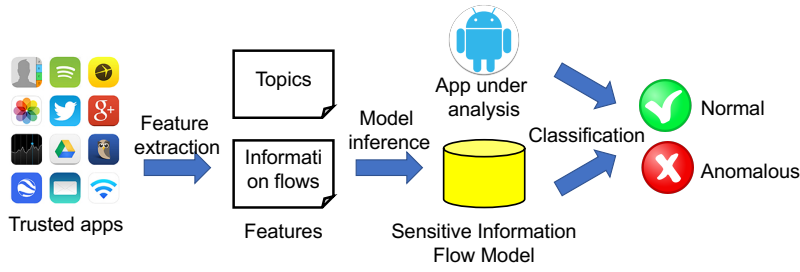 Trusted apps
Feature
extraction
Topics
Informati
on flows
Features
Model
inference
App under
analysis
Sensitive Information
Flow Model
Classification
Normal
Anomalous
g+